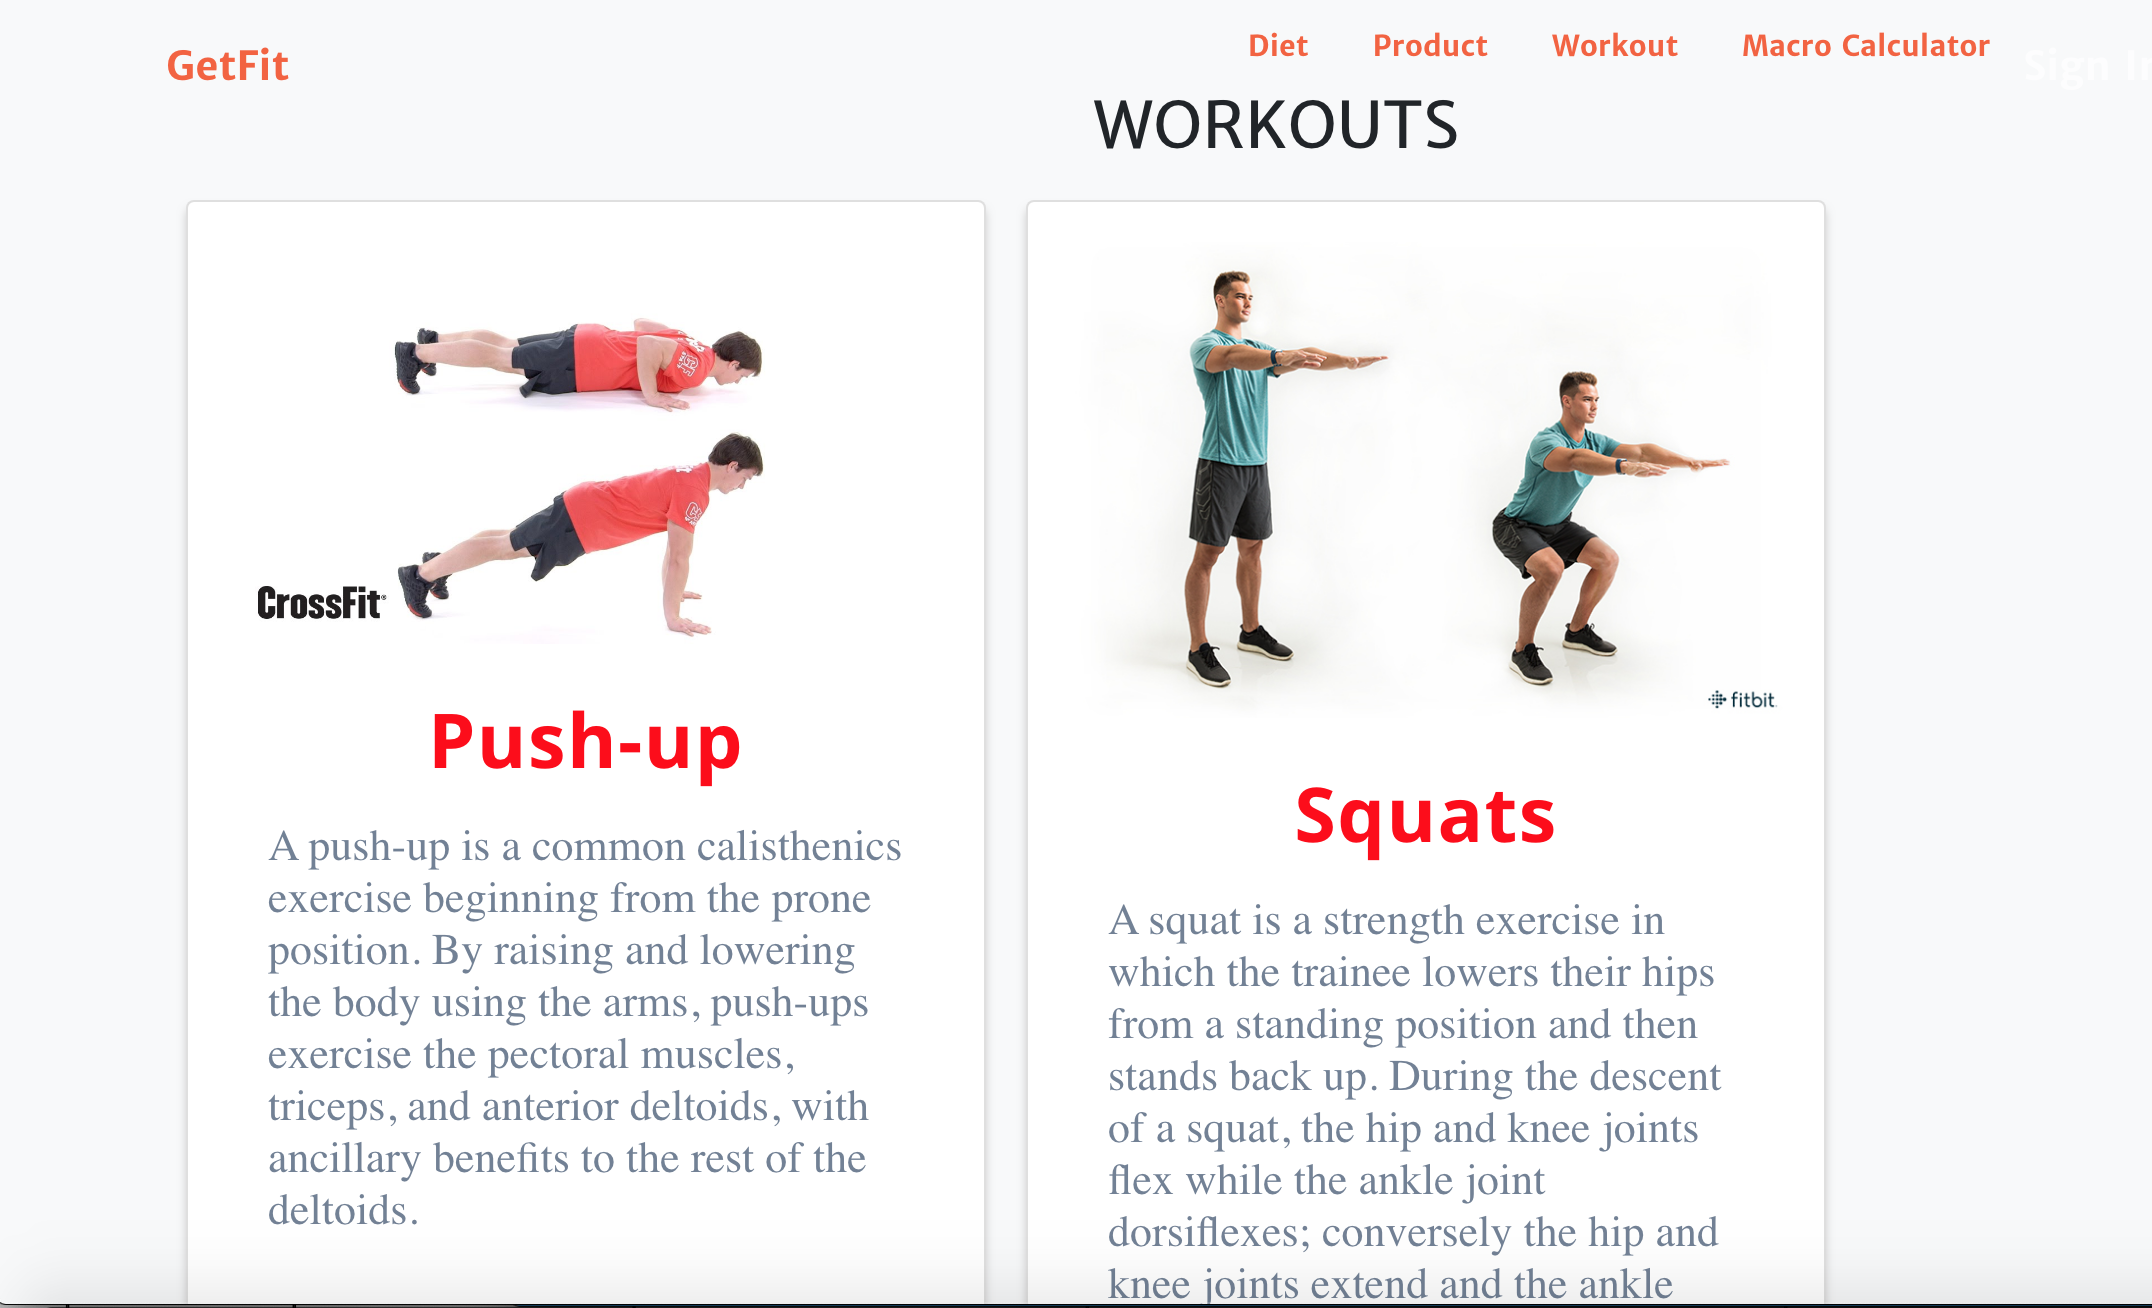 GetFit
Diet Product Workout Macro Calculator
Sign In
WORKOUTS
CrossFit
fitbit
Push-up
A push-up is a common calisthenics
exercise beginning from the prone
position. By raising and lowering
the body using the arms, push-ups
exercise the pectoral muscles,
triceps, and anterior deltoids, with
ancillary benefits to the rest of the
deltoids.
Squats
A squat is a strength exercise in
which the trainee lowers their hips
from a standing position and then
stands back up. During the descent
of a squat, the hip and knee joints
flex while the ankle joint
dorsiflexes; conversely the hip and
knee joints extend and the ankle